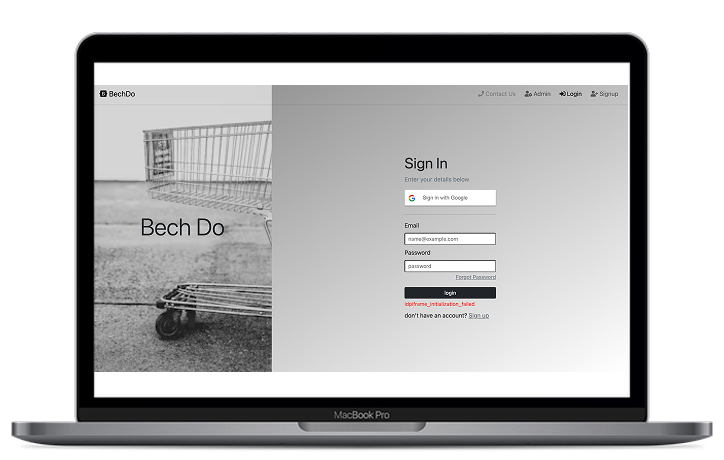 BechDo
Contact Us Admin Login Signup
Bech Do
Sign In
Enter your details below
Sign in with Google
Email
name@example.com
Password
password
Forgot Password
login
idpiframe_initialization_failed
don't have an account? Sign up
MacBook Pro